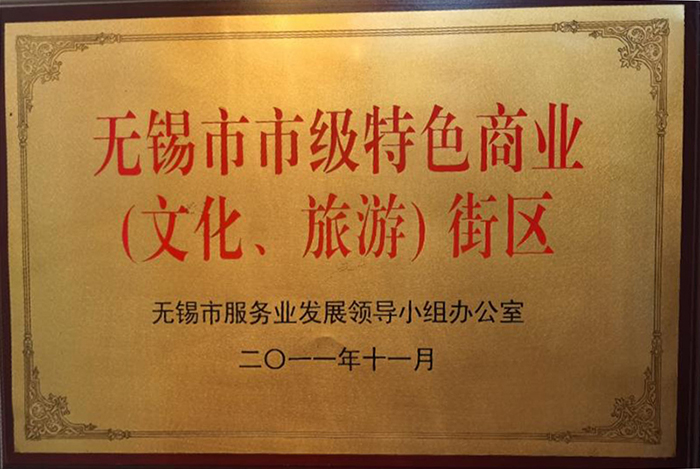 无锡市市级特色商业
(文化、旅游) 街区
无锡市服务业发展领导小组办公室
二〇一一年十一月